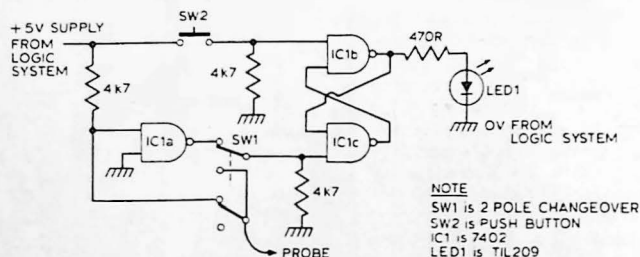 +5V SUPPLY
FROM
LOGIC
SYSTEM
SW2
4k7
4k7
IC1b
470R
LED1
IC1a
SW1
IC1c
0V FROM
LOGIC SYSTEM
4k7
PROBE
NOTE
SW1 is 2 POLE CHANGEOVER
SW2 is PUSH BUTTON
IC1 is 7402
LED1 is TIL209